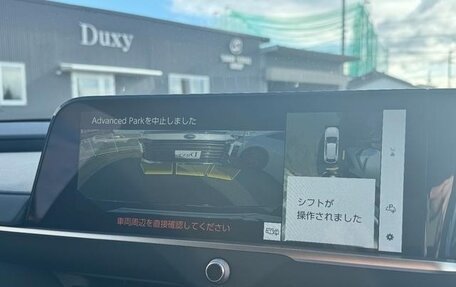 Duxy
Advanced Parkを中止しました
シフトが
操作されました
車両周辺を直接確認してください